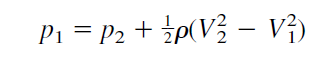 p₁ = p₂ + ½ρ(V₂² − V₁²)